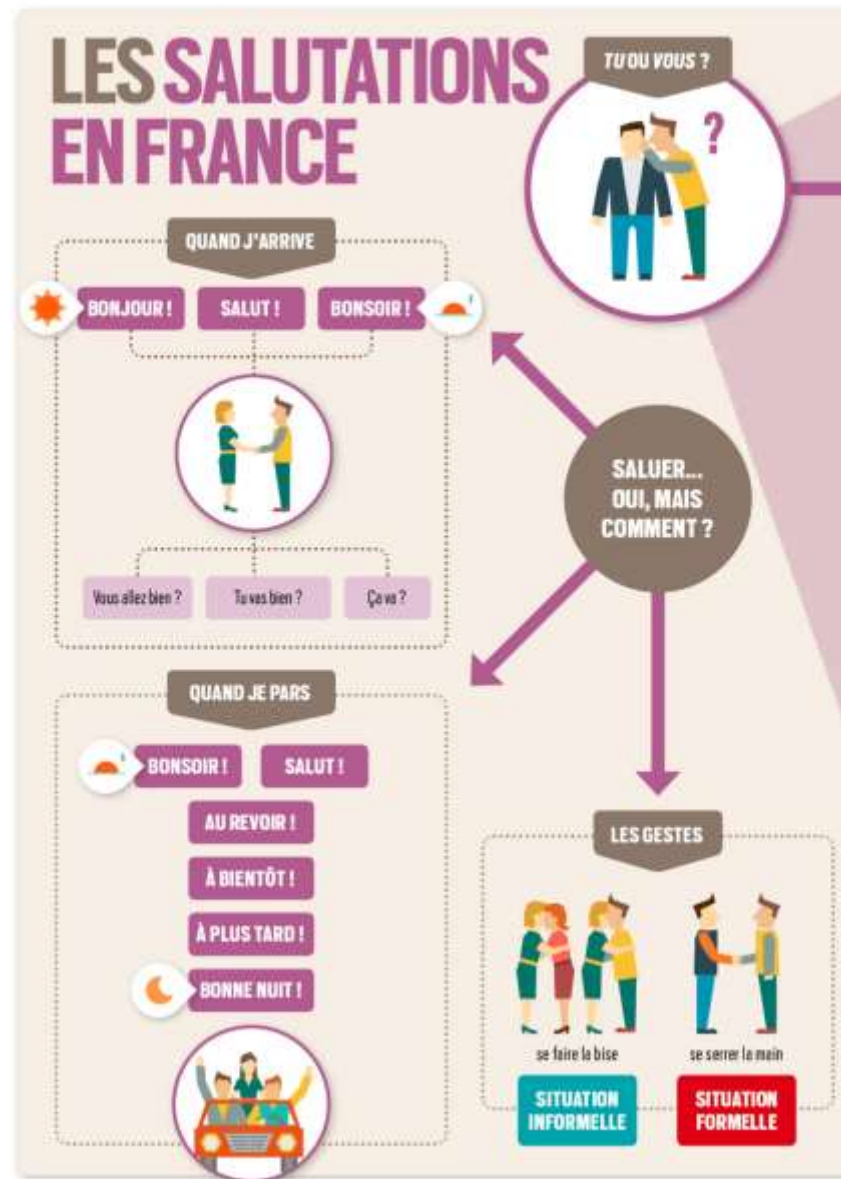 LES SALUTATIONS
EN FRANCE
TU OU VOUS ?
?
QUAND J'ARRIVE
BONJOUR !
SALUT !
BONSOIR !
Vous allez bien ?
Tu vas bien ?
Ça va ?
SALUER...
OUI, MAIS
COMMENT ?
QUAND JE PARS
BONSOIR !
SALUT !
AU REVOIR !
À BIENTÔT !
À PLUS TARD !
BONNE NUIT !
LES GESTES
se faire la bise
se serrer la main
SITUATION
INFORMELLE
SITUATION
FORMELLE